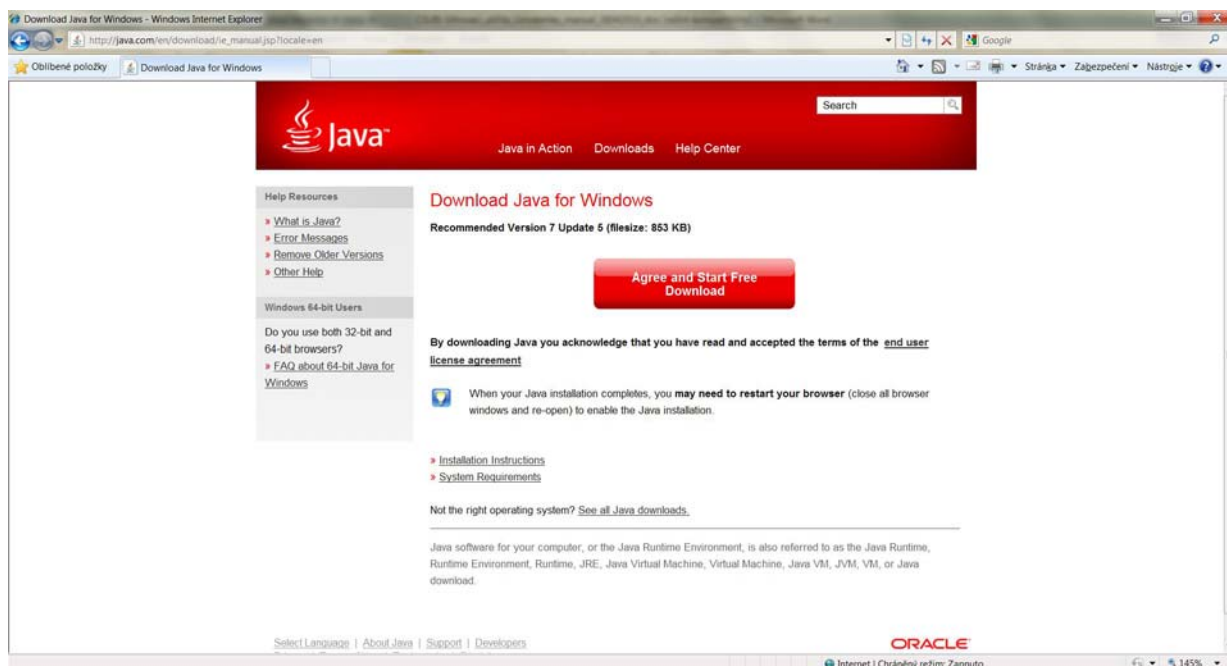 Download Java for Windows - Windows Internet Explorer
http://java.com/en/download/ie_manual.jsp?locale=en
Google
Oblíbené položky
Download Java for Windows
Stránka
Zabezpečení
Nástroje
Java
Search
Java in Action
Downloads
Help Center
Help Resources
» What is Java?
» Error Messages
» Remove Older Versions
» Other Help
Windows 64-bit Users
Do you use both 32-bit and
64-bit browsers?
» FAQ about 64-bit Java for
Windows
Download Java for Windows
Recommended Version 7 Update 5 (filesize: 853 KB)
Agree and Start Free
Download
By downloading Java you acknowledge that you have read and accepted the terms of the end user
license agreement
When your Java installation completes, you may need to restart your browser (close all browser
windows and re-open) to enable the Java installation.
» Installation Instructions
» System Requirements
Not the right operating system? See all Java downloads.
Java software for your computer, or the Java Runtime Environment, is also referred to as the Java Runtime,
Runtime Environment, Runtime, JRE, Java Virtual Machine, Virtual Machine, Java VM, JVM, VM, or Java
download.
Select Language | About Java | Support | Developers
ORACLE
Internet | Chráněný režim: Zapnuto
145%